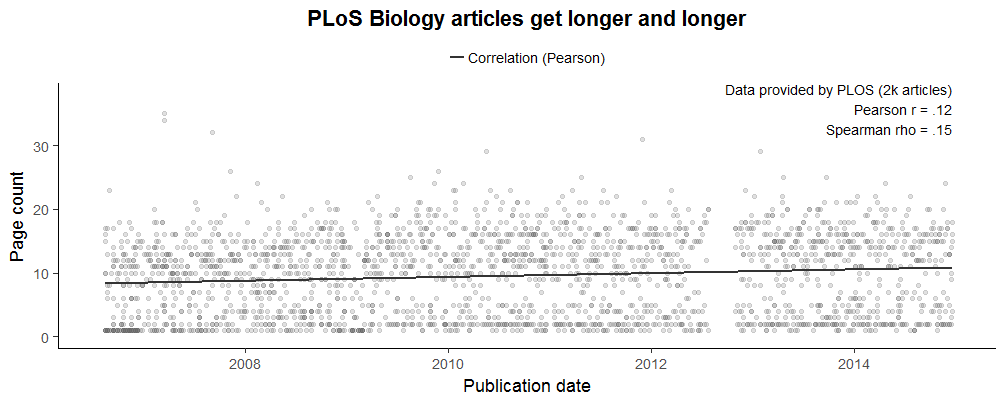 PLoS Biology articles get longer and longer
Correlation (Pearson)
Data provided by PLOS (2k articles)
Pearson r = .12
Spearman rho = .15
Page count
30
20
10
0
2008 2010 2012 2014
Publication date